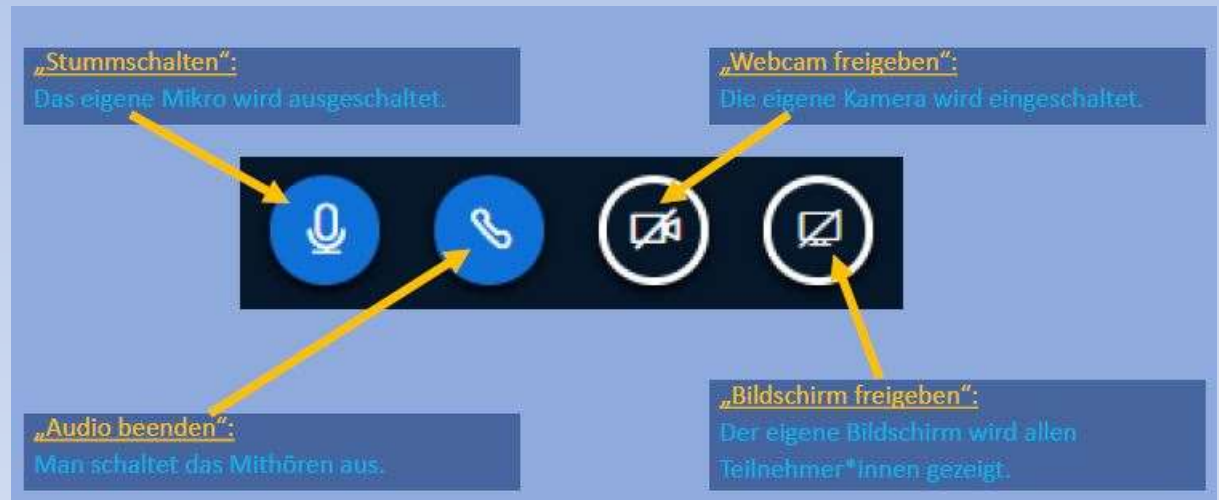 „Stummschalten“:
Das eigene Mikro wird ausgeschaltet.
„Webcam freigeben“:
Die eigene Kamera wird eingeschaltet.
„Audio beenden“:
Man schaltet das Mithören aus.
„Bildschirm freigeben“:
Der eigene Bildschirm wird allen
Teilnehmer*innen gezeigt.